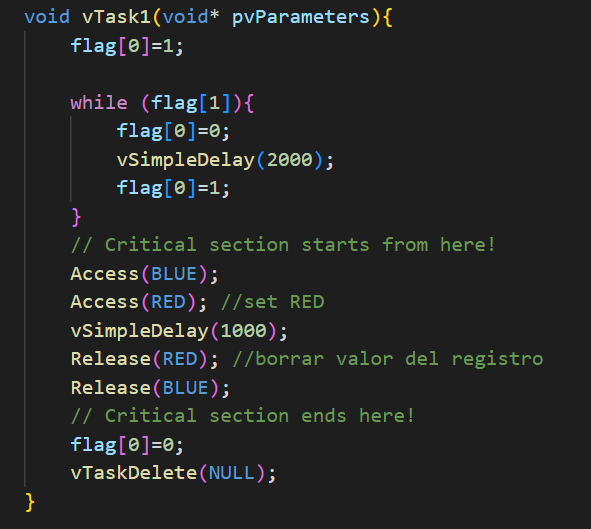 void vTask1(void* pvParameters){
    flag[0]=1;

    while (flag[1]){
        flag[0]=0;
        vSimpleDelay(2000);
        flag[0]=1;
    }
    // Critical section starts from here!
    Access(BLUE);
    Access(RED); //set RED
    vSimpleDelay(1000);
    Release(RED); //borrar valor del registro
    Release(BLUE);
    // Critical section ends here!
    flag[0]=0;
    vTaskDelete(NULL);
}